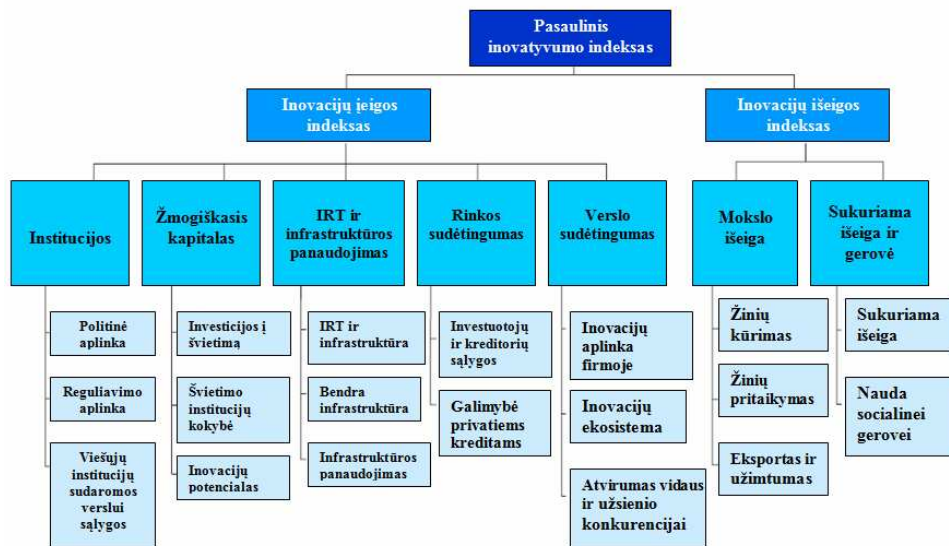 Pasaulinis
inovatyvumo indeksas
Inovacijų įeigos
indeksas
Inovacijų išeigos
indeksas
Institucijos
Žmogiškasis
kapitalas
IRT ir
infrastruktūros
panaudojimas
Rinkos
sudėtingumas
Verslo
sudėtingumas
Mokslo
išeiga
Sukuriama
išeiga ir
gerovė
Politinė
aplinka
Reguliavimo
aplinka
Viešųjų
institucijų
sudaromos
verslui
sąlygos
Investicijos į
švietimą
Švietimo
institucijų
kokybė
Inovacijų
potencialas
IRT ir
infrastruktūra
Bendra
infrastruktūra
Infrastruktūros
panaudojimas
Investuotojų
ir kreditorių
sąlygos
Galimybė
privatiems
kreditams
Inovacijų
aplinka
firmoje
Inovacijų
ekosistema
Atvirumas vidaus
ir užsienio
konkurencijai
Žinių
kūrimas
Žinių
pritaikymas
Eksportas ir
užimtumas
Sukuriama
išeiga
Nauda
socialinei
gerovei